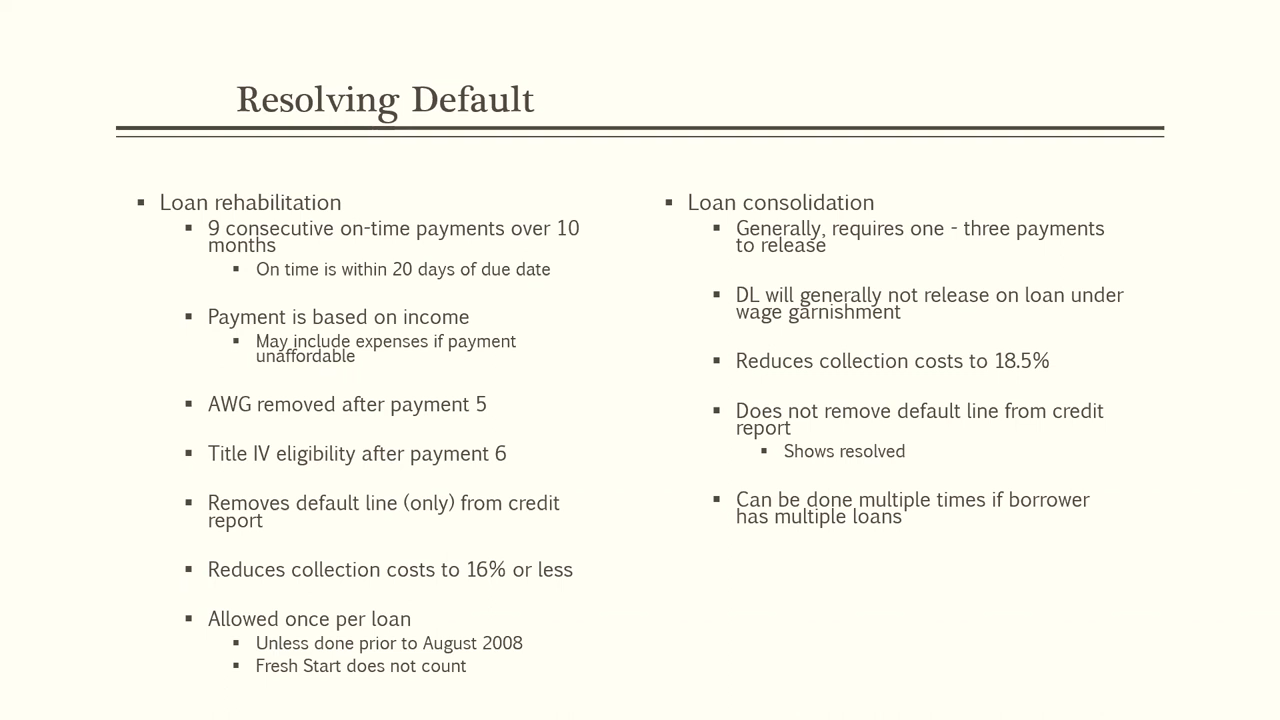 Resolving Default
▪ Loan rehabilitation
▪ 9 consecutive on-time payments over 10
months
▪ On time is within 20 days of due date
▪ Payment is based on income
▪ May include expenses if payment
unaffordable
▪ AWG removed after payment 5
▪ Title IV eligibility after payment 6
▪ Removes default line (only) from credit
report
▪ Reduces collection costs to 16% or less
▪ Allowed once per loan
▪ Unless done prior to August 2008
▪ Fresh Start does not count
▪ Loan consolidation
▪ Generally, requires one - three payments
to release
▪ DL will generally not release on loan under
wage garnishment
▪ Reduces collection costs to 18.5%
▪ Does not remove default line from credit
report
▪ Shows resolved
▪ Can be done multiple times if borrower
has multiple loans